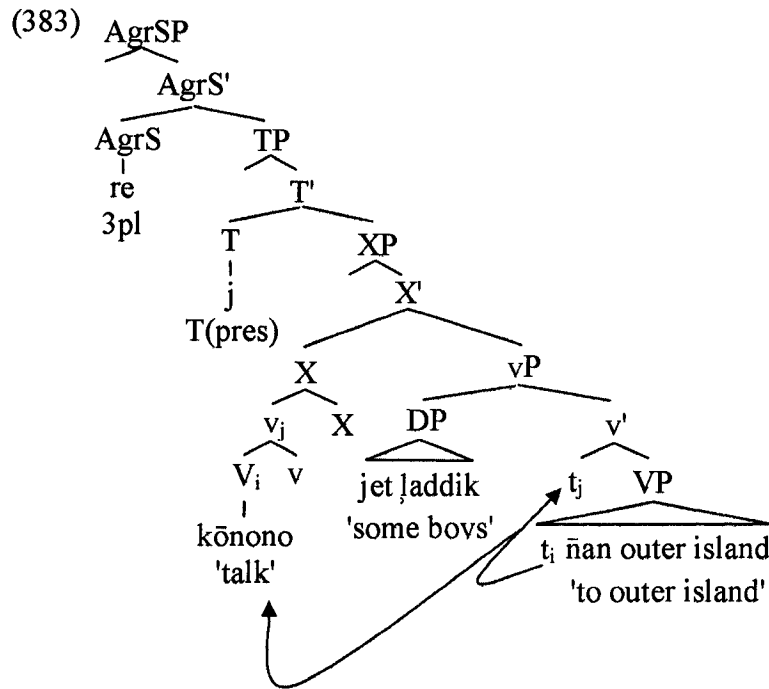 (383) AgrSP
AgrS'
AgrS TP
re T'
3pl
T XP
j X'
T(pres)
X vP
vj X DP v'
Vi v jet ļaddik tj VP
kōnono 'some boys' ti n̄an outer island
'talk' 'to outer island'